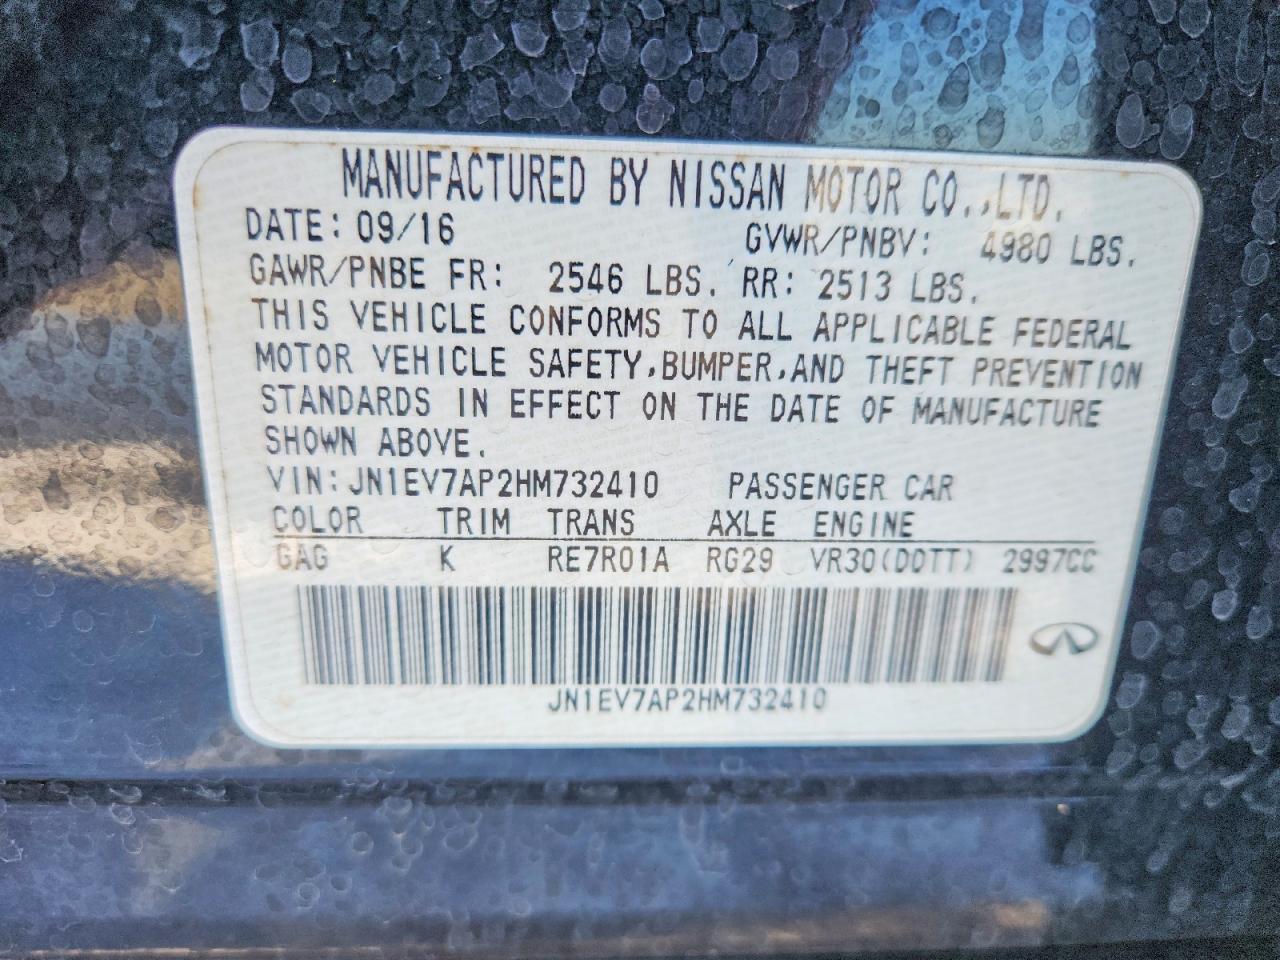 MANUFACTURED BY NISSAN MOTOR CO.,LTD.
DATE: 09/16 GVWR/PNBV: 4980 LBS.
GAWR/PNBE FR: 2546 LBS. RR: 2513 LBS.
THIS VEHICLE CONFORMS TO ALL APPLICABLE FEDERAL
MOTOR VEHICLE SAFETY,BUMPER,AND THEFT PREVENTION
STANDARDS IN EFFECT ON THE DATE OF MANUFACTURE
SHOWN ABOVE.
VIN: JN1EV7AP2HM732410 PASSENGER CAR
COLOR TRIM TRANS AXLE ENGINE
GAG K RE7R01A RG29 VR30(DDTT) 2997CC
JN1EV7AP2HM732410